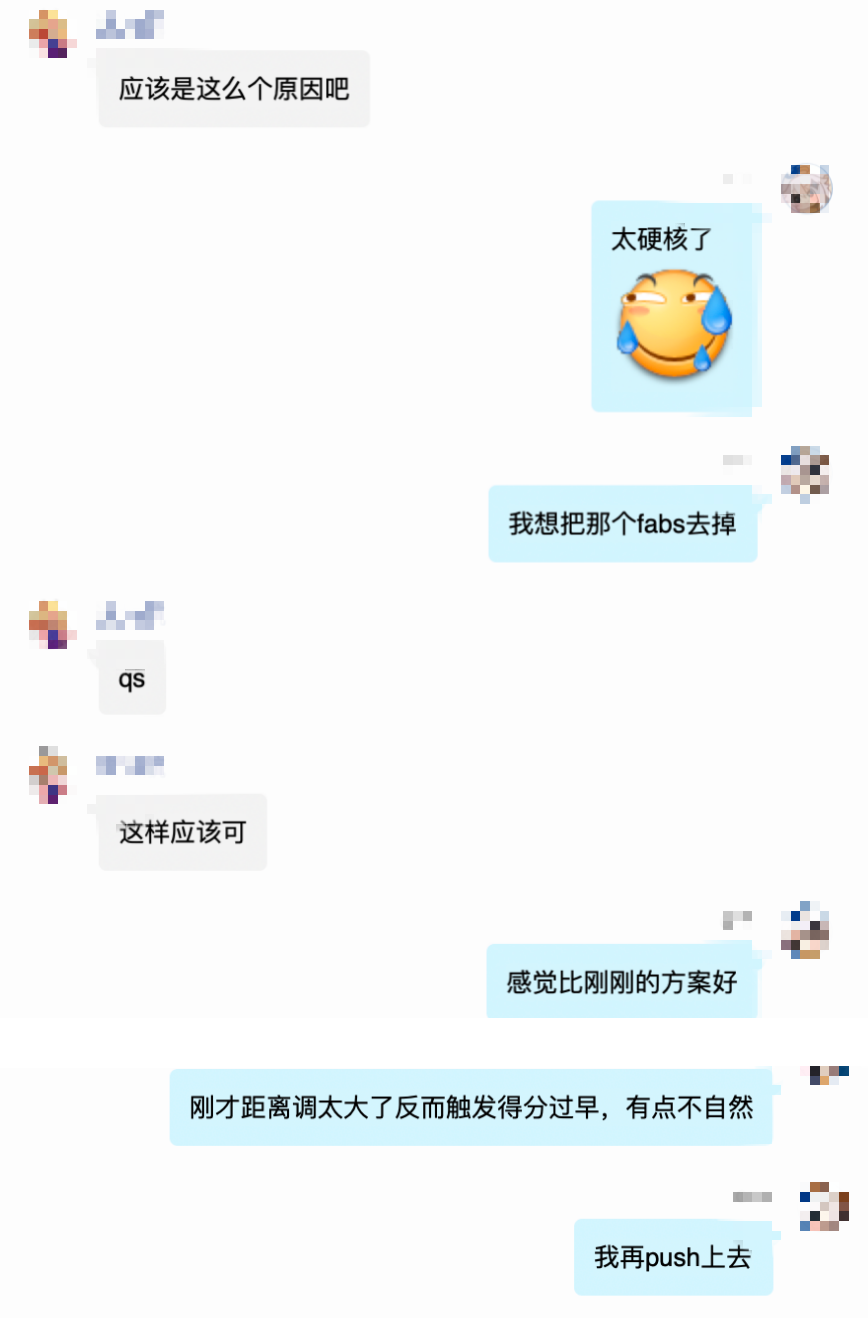 应该是这么个原因吧
太硬核了
我想把那个fabs去掉
qs
这样应该可
感觉比刚刚的方案好
刚才距离调太大了反而触发得分过早，有点不自然
我再push上去